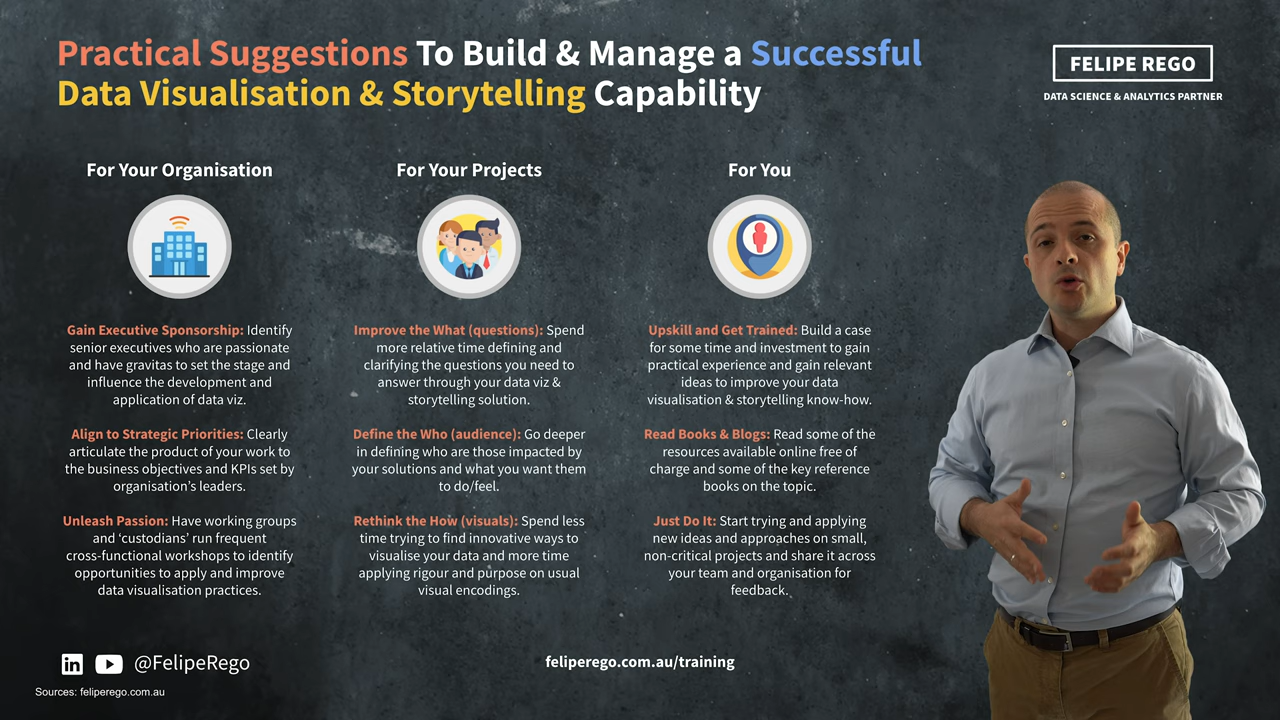 Practical Suggestions To Build & Manage a Successful
Data Visualisation & Storytelling Capability
FELIPE REGO
DATA SCIENCE & ANALYTICS PARTNER
For Your Organisation
Gain Executive Sponsorship: Identify
senior executives who are passionate
and have gravitas to set the stage and
influence the development and
application of data viz.
Align to Strategic Priorities: Clearly
articulate the product of your work to
the business objectives and KPIs set by
organisation’s leaders.
Unleash Passion: Have working groups
and ‘custodians’ run frequent
cross-functional workshops to identify
opportunities to apply and improve
data visualisation practices.
For Your Projects
Improve the What (questions): Spend
more relative time defining and
clarifying the questions you need to
answer through your data viz &
storytelling solution.
Define the Who (audience): Go deeper
in defining who are those impacted by
your solutions and what you want them
to do/feel.
Rethink the How (visuals): Spend less
time trying to find innovative ways to
visualise your data and more time
applying rigour and purpose on usual
visual encodings.
For You
Upskill and Get Trained: Build a case
for some time and investment to gain
practical experience and gain relevant
ideas to improve your data
visualisation & storytelling know-how.
Read Books & Blogs: Read some of the
resources available online free of
charge and some of the key reference
books on the topic.
Just Do It: Start trying and applying
new ideas and approaches on small,
non-critical projects and share it across
your team and organisation for
feedback.
in @FelipeRego
feliperego.com.au/training
Sources: feliperego.com.au